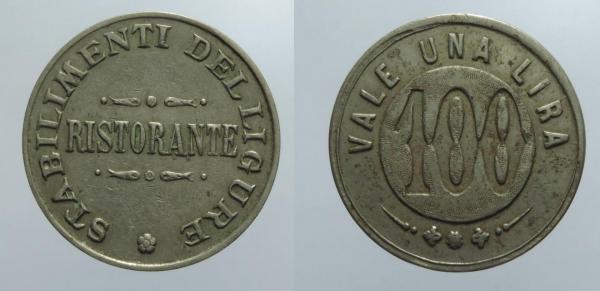 STABILIMENTI DEL LIGURE
RISTORANTE
VALE UNA LIRA
100